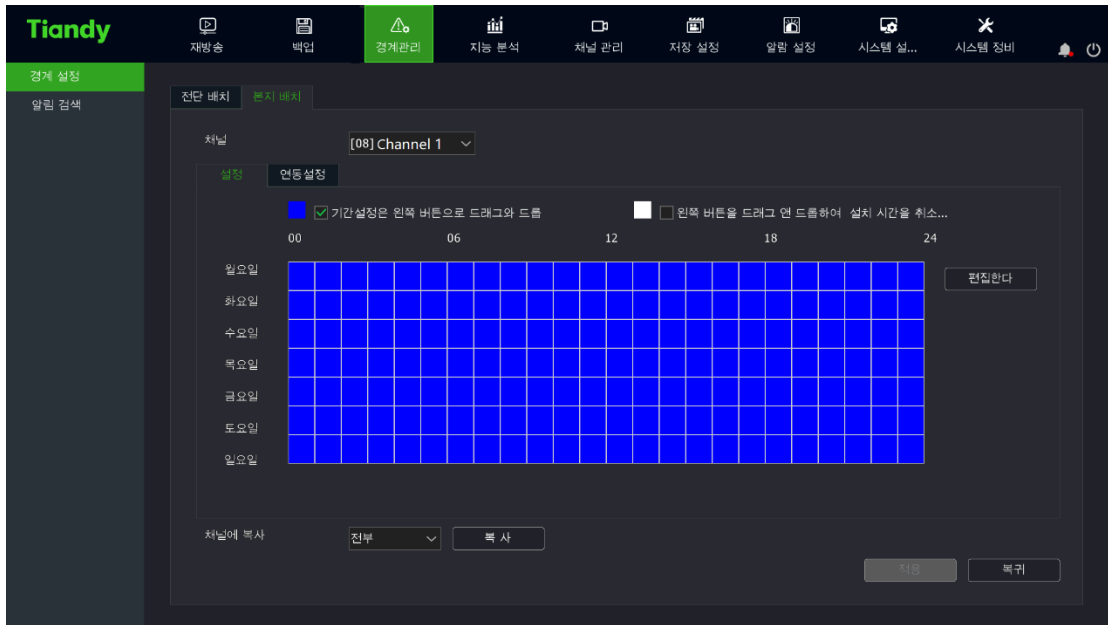 Tiandy
재방송 백업 경계관리 지능 분석 채널 관리 저장 설정 알람 설정 시스템 설... 시스템 정비
경계 설정
알림 검색
전단 배치 본지 배치
채널 [08] Channel 1
설정 연동설정
기간설정은 왼쪽 버튼으로 드래그와 드롭 왼쪽 버튼을 드래그 앤 드롭하여 설치 시간을 취소...
00 06 12 18 24
월요일
편집한다
화요일
수요일
목요일
금요일
토요일
일요일
채널에 복사 전부 복 사
적용 복귀